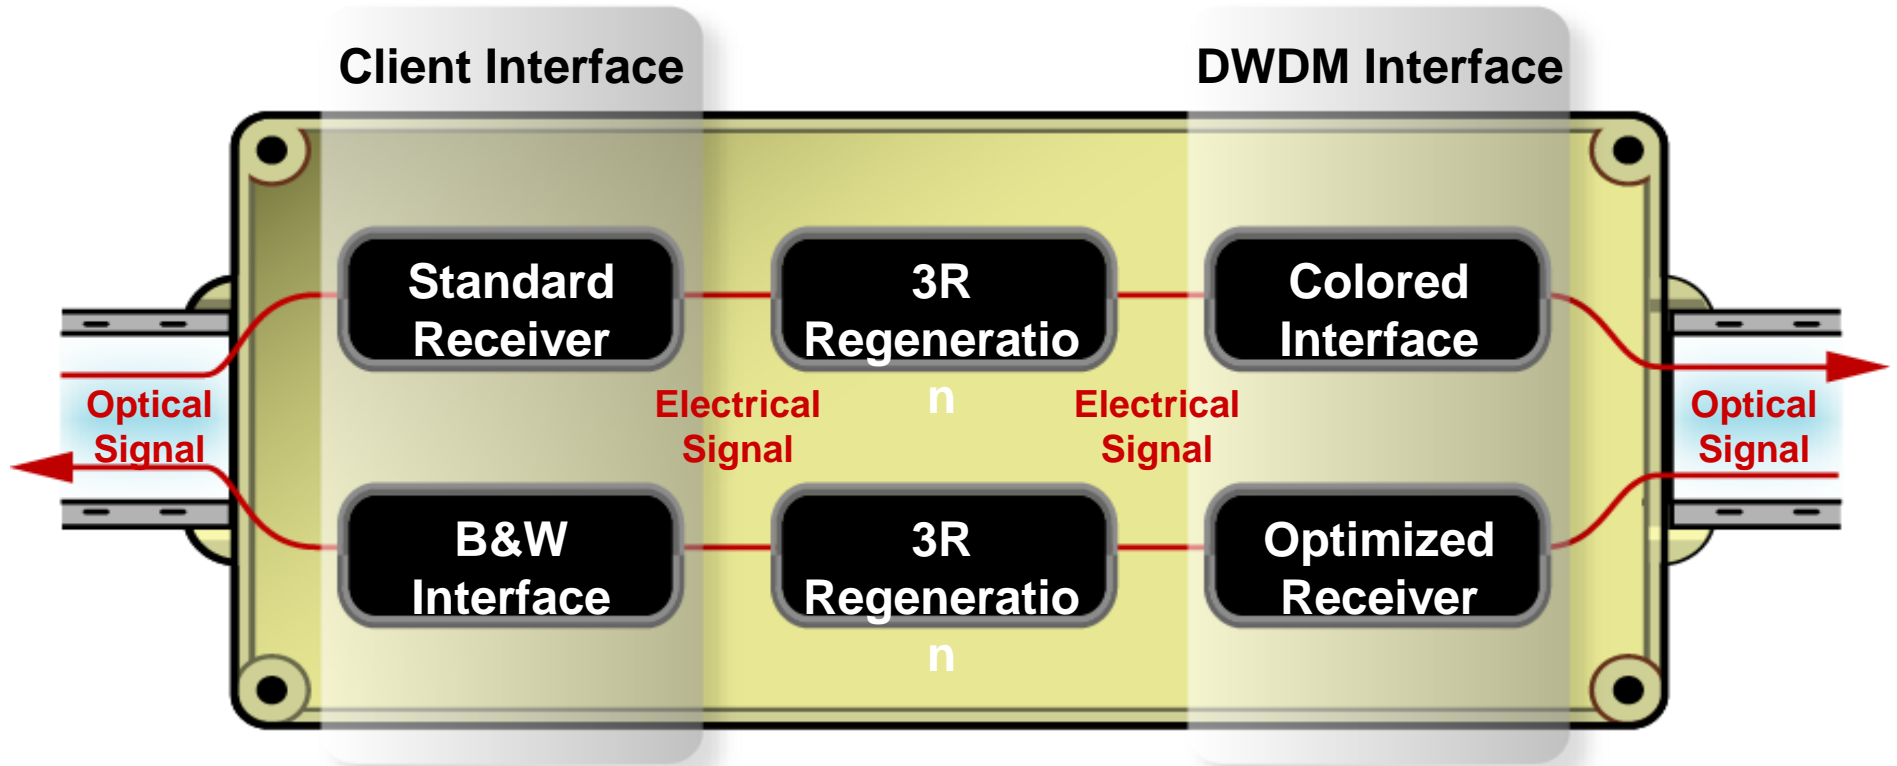 Client Interface
DWDM Interface
Standard
Receiver
3R
Regeneratio
n
Colored
Interface
Optical
Signal
Electrical
Signal
Electrical
Signal
Optical
Signal
B&W
Interface
3R
Regeneratio
n
Optimized
Receiver